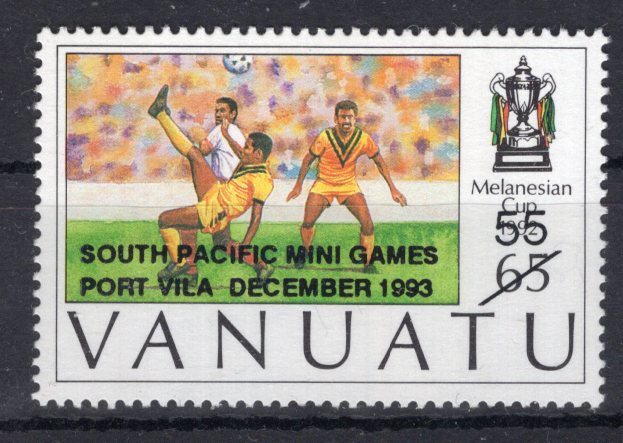 Melanesian
Cup
1992
55
65
SOUTH PACIFIC MINI GAMES
PORT VILA DECEMBER 1993
VANUATU